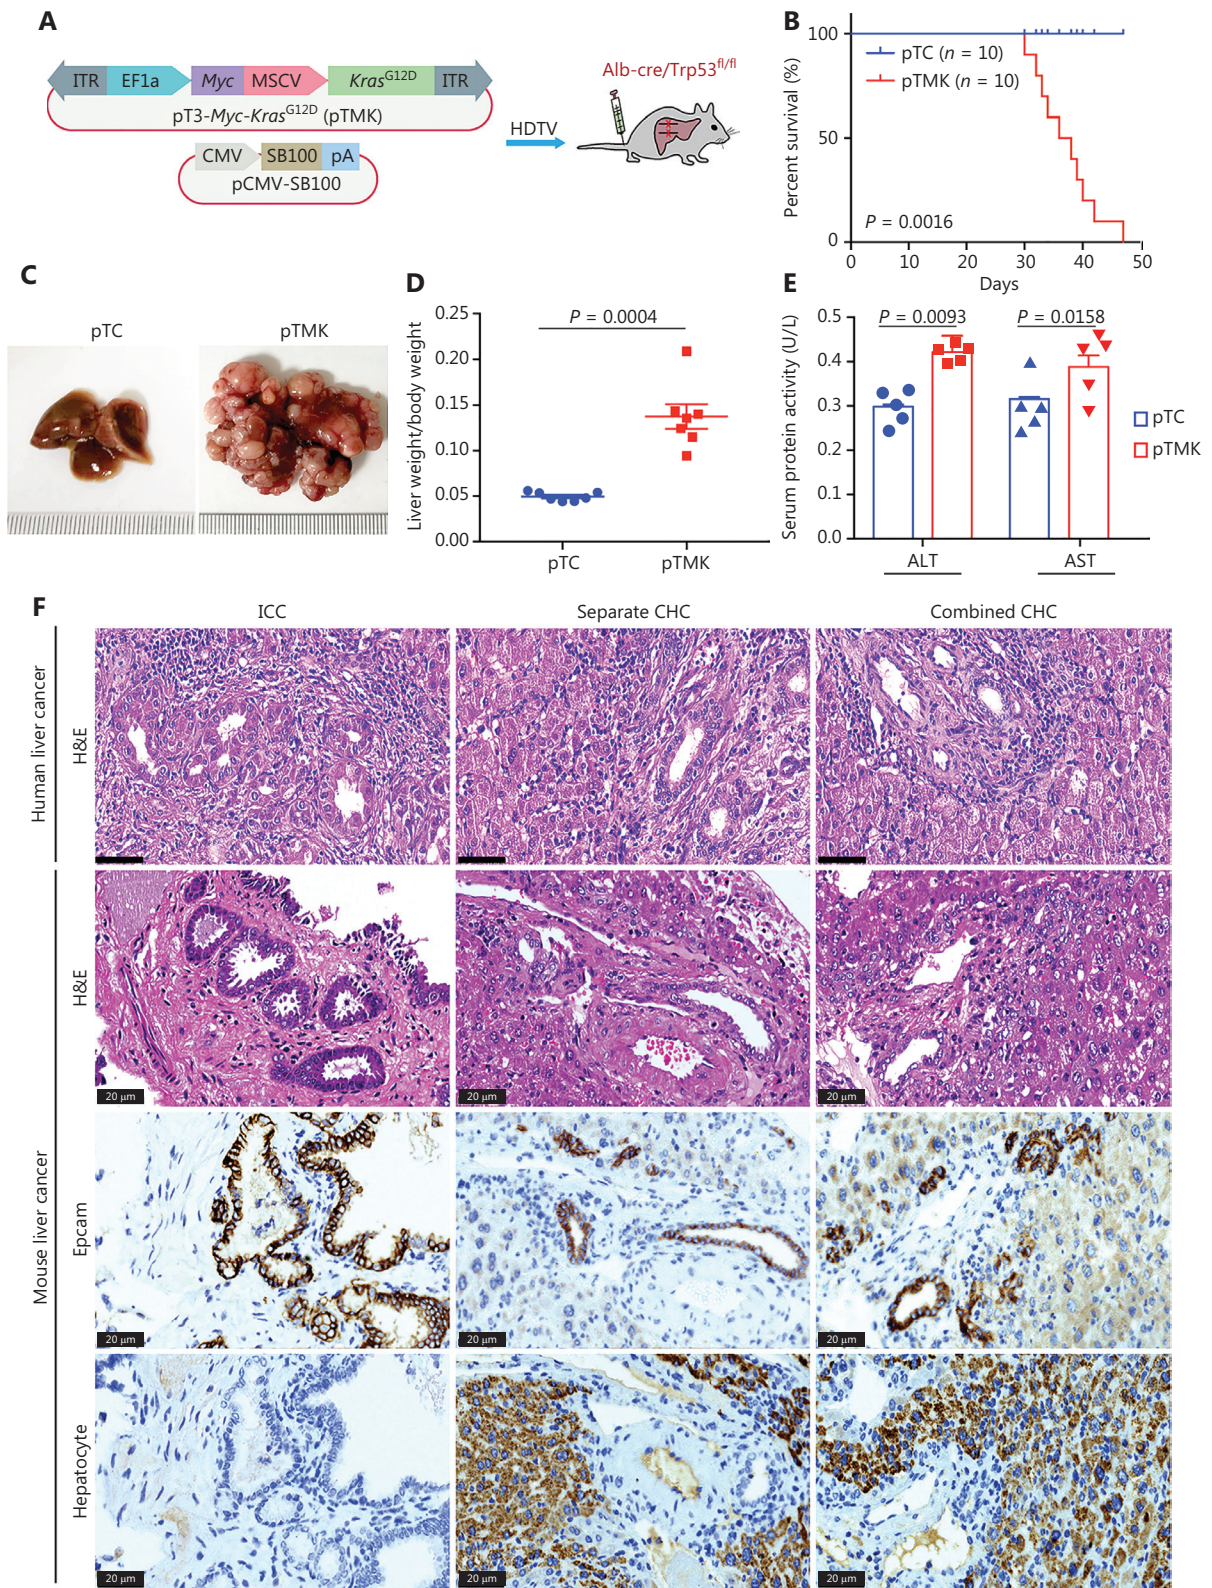 A
ITR EF1a Myc MSCV KrasG12D ITR
pT3-Myc-KrasG12D (pTMK)
CMV SB100 pA
pCMV-SB100
HDTV
Alb-cre/Trp53fl/fl
B
Percent survival (%)
100
50
0
pTC (n = 10)
pTMK (n = 10)
P = 0.0016
0 10 20 30 40 50
Days
C
pTC pTMK
D
Liver weight/body weight
0.25
0.20
0.15
0.10
0.05
0.00
P = 0.0004
pTC pTMK
E
Serum protein activity (U/L)
0.5
0.4
0.3
0.2
0.1
0.0
P = 0.0093 P = 0.0158
pTC
pTMK
ALT AST
F
ICC Separate CHC Combined CHC
Human liver cancer
H&E
Mouse liver cancer
H&E
20 µm 20 µm 20 µm
Epcam
20 µm 20 µm 20 µm
Heptatocyte
20 µm 20 µm 20 µm